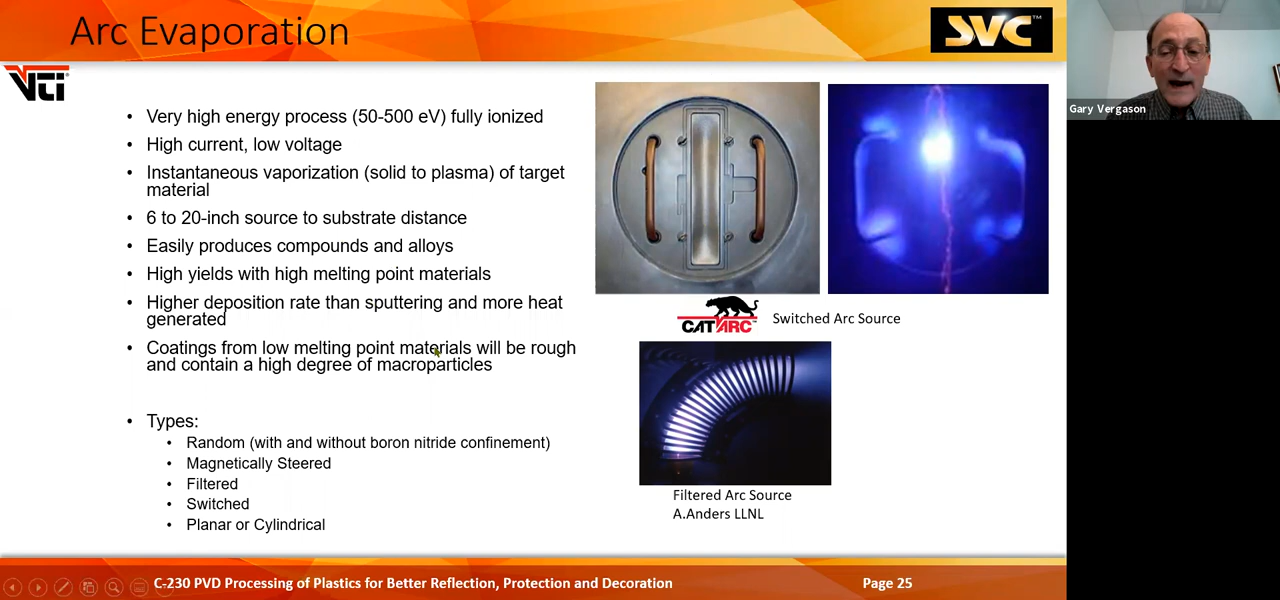 Arc Evaporation
SVC™
VTi
Gary Vergason
• Very high energy process (50-500 eV) fully ionized
• High current, low voltage
• Instantaneous vaporization (solid to plasma) of target
material
• 6 to 20-inch source to substrate distance
• Easily produces compounds and alloys
• High yields with high melting point materials
• Higher deposition rate than sputtering and more heat
generated
• Coatings from low melting point materials will be rough
and contain a high degree of macroparticles
• Types:
• Random (with and without boron nitride confinement)
• Magnetically Steered
• Filtered
• Switched
• Planar or Cylindrical
CATARC™
Switched Arc Source
Filtered Arc Source
A.Anders LLNL
C-230 PVD Processing of Plastics for Better Reflection, Protection and Decoration
Page 25